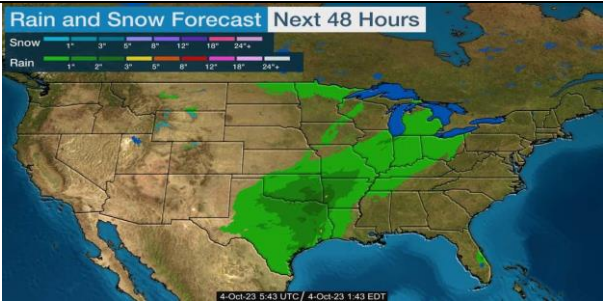 Rain and Snow Forecast Next 48 Hours
Snow 1" 3" 5" 8" 12" 18" 24"+
Rain 1" 2" 3" 5" 8" 12" 18" 24"+
4-Oct-23 5:43 UTC / 4-Oct-23 1:43 EDT